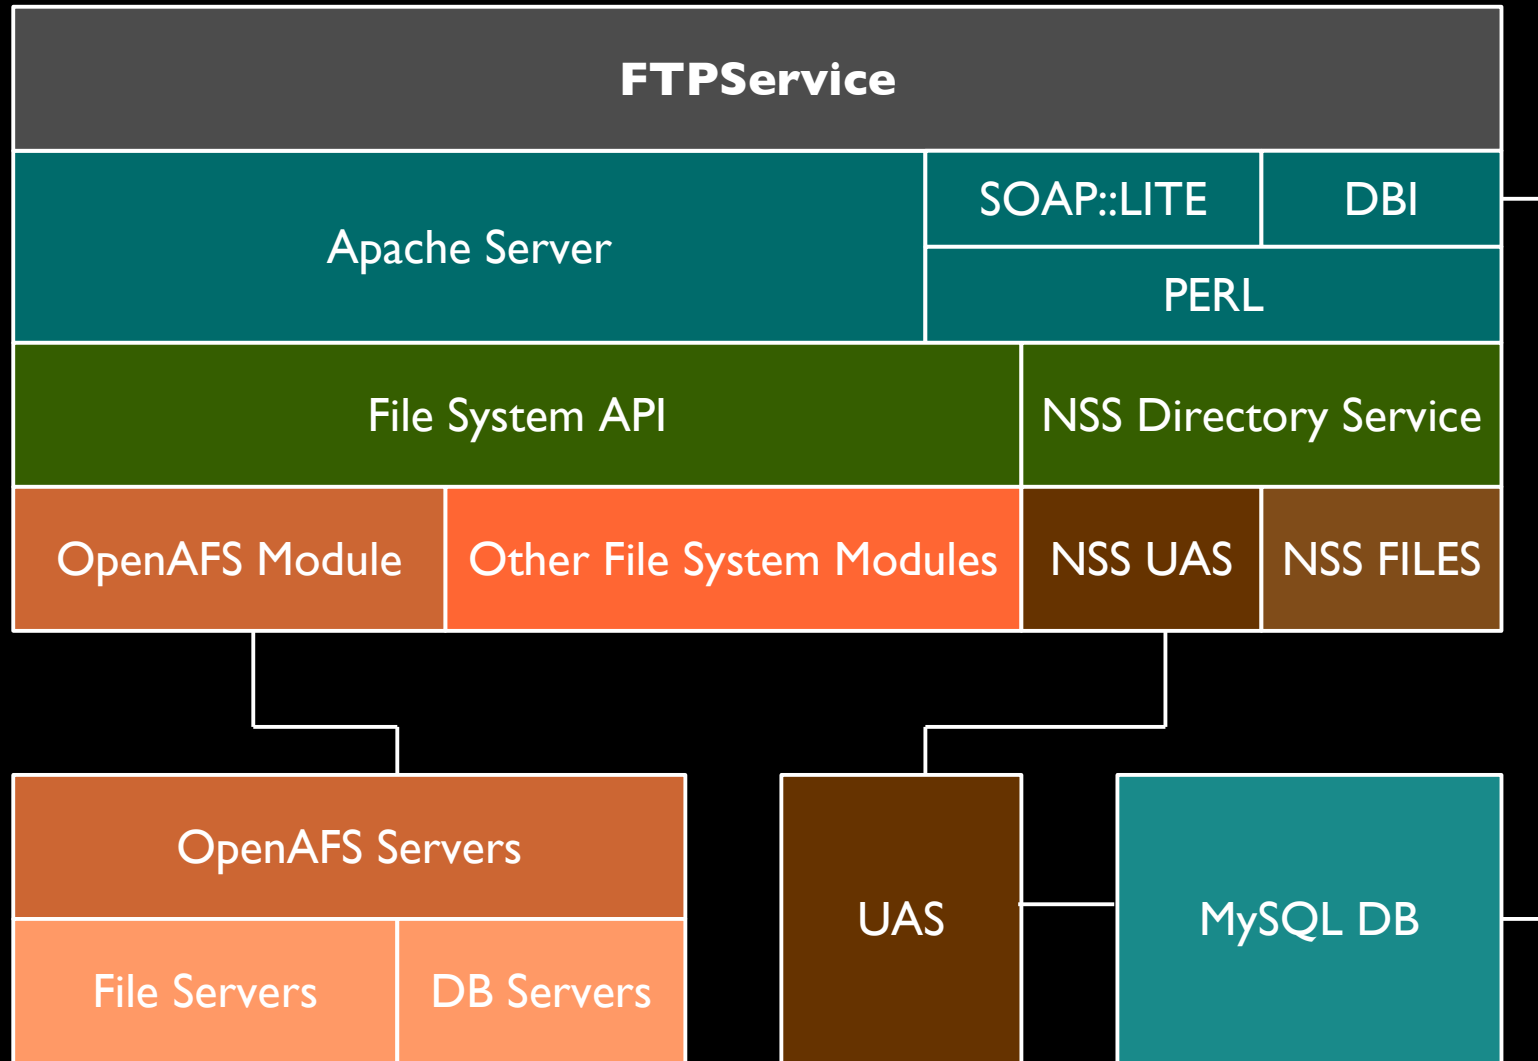 FTPService
Apache Server
SOAP::LITE
DBI
PERL
File System API
NSS Directory Service
OpenAFS Module
Other File System Modules
NSS UAS
NSS FILES
OpenAFS Servers
File Servers
DB Servers
UAS
MySQL DB